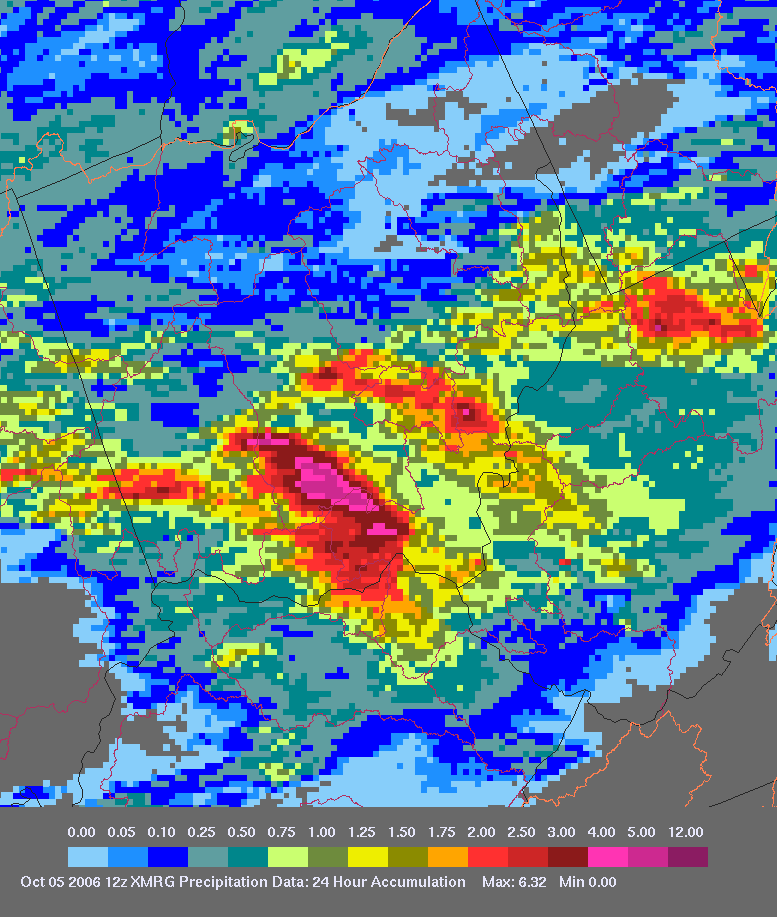 0.00 0.05 0.10 0.25 0.50 0.75 1.00 1.25 1.50 1.75 2.00 2.50 3.00 4.00 5.00 12.00
Oct 05 2006 12z XMRG Precipitation Data: 24 Hour Accumulation Max: 6.32 Min 0.00